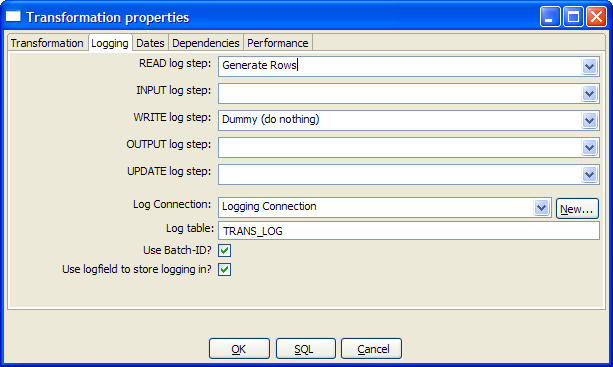 Transformation properties
Transformation Logging Dates Dependencies Performance
READ log step: Generate Rows
INPUT log step:
WRITE log step: Dummy (do nothing)
OUTPUT log step:
UPDATE log step:
Log Connection: Logging Connection New...
Log table: TRANS_LOG
Use Batch-ID?
Use logfield to store logging in?
OK SQL Cancel